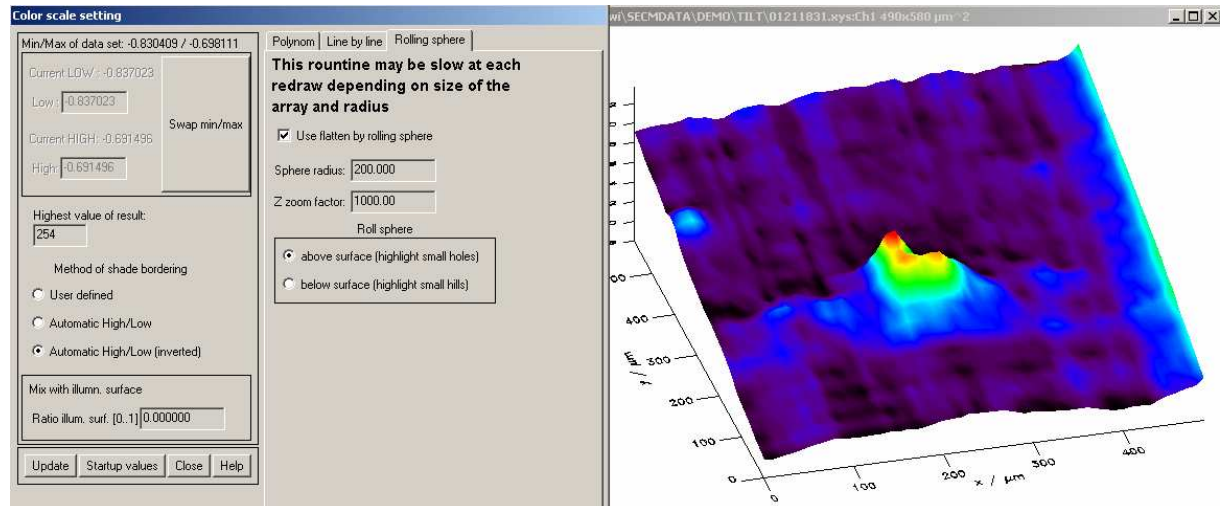 Color scale setting
Min/Max of data set: -0.830409 / -0.698111
Current LOW : -0.837023
Low : -0.837023
Current HIGH: -0.691496
High: -0.691496
Swap min/max
Highest value of result:
254
Method of shade bordering
User defined
Automatic High/Low
Automatic High/Low (inverted)
Mix with illumn. surface
Ratio illum. surf. [0..1] 0.000000
Update Startup values Close Help
Polynom Line by line Rolling sphere
This rountine may be slow at each
redraw depending on size of the
array and radius
Use flatten by rolling sphere
Sphere radius: 200.000
Z zoom factor: 1000.00
Roll sphere
above surface (highlight small holes)
below surface (highlight small hills)
wi\SECMDATA\DEMO\TILT\01211831.xys:Ch1 490x580 µm^2
400
300
200
100
0
y / µm
0
100
200
300
400
x / µm